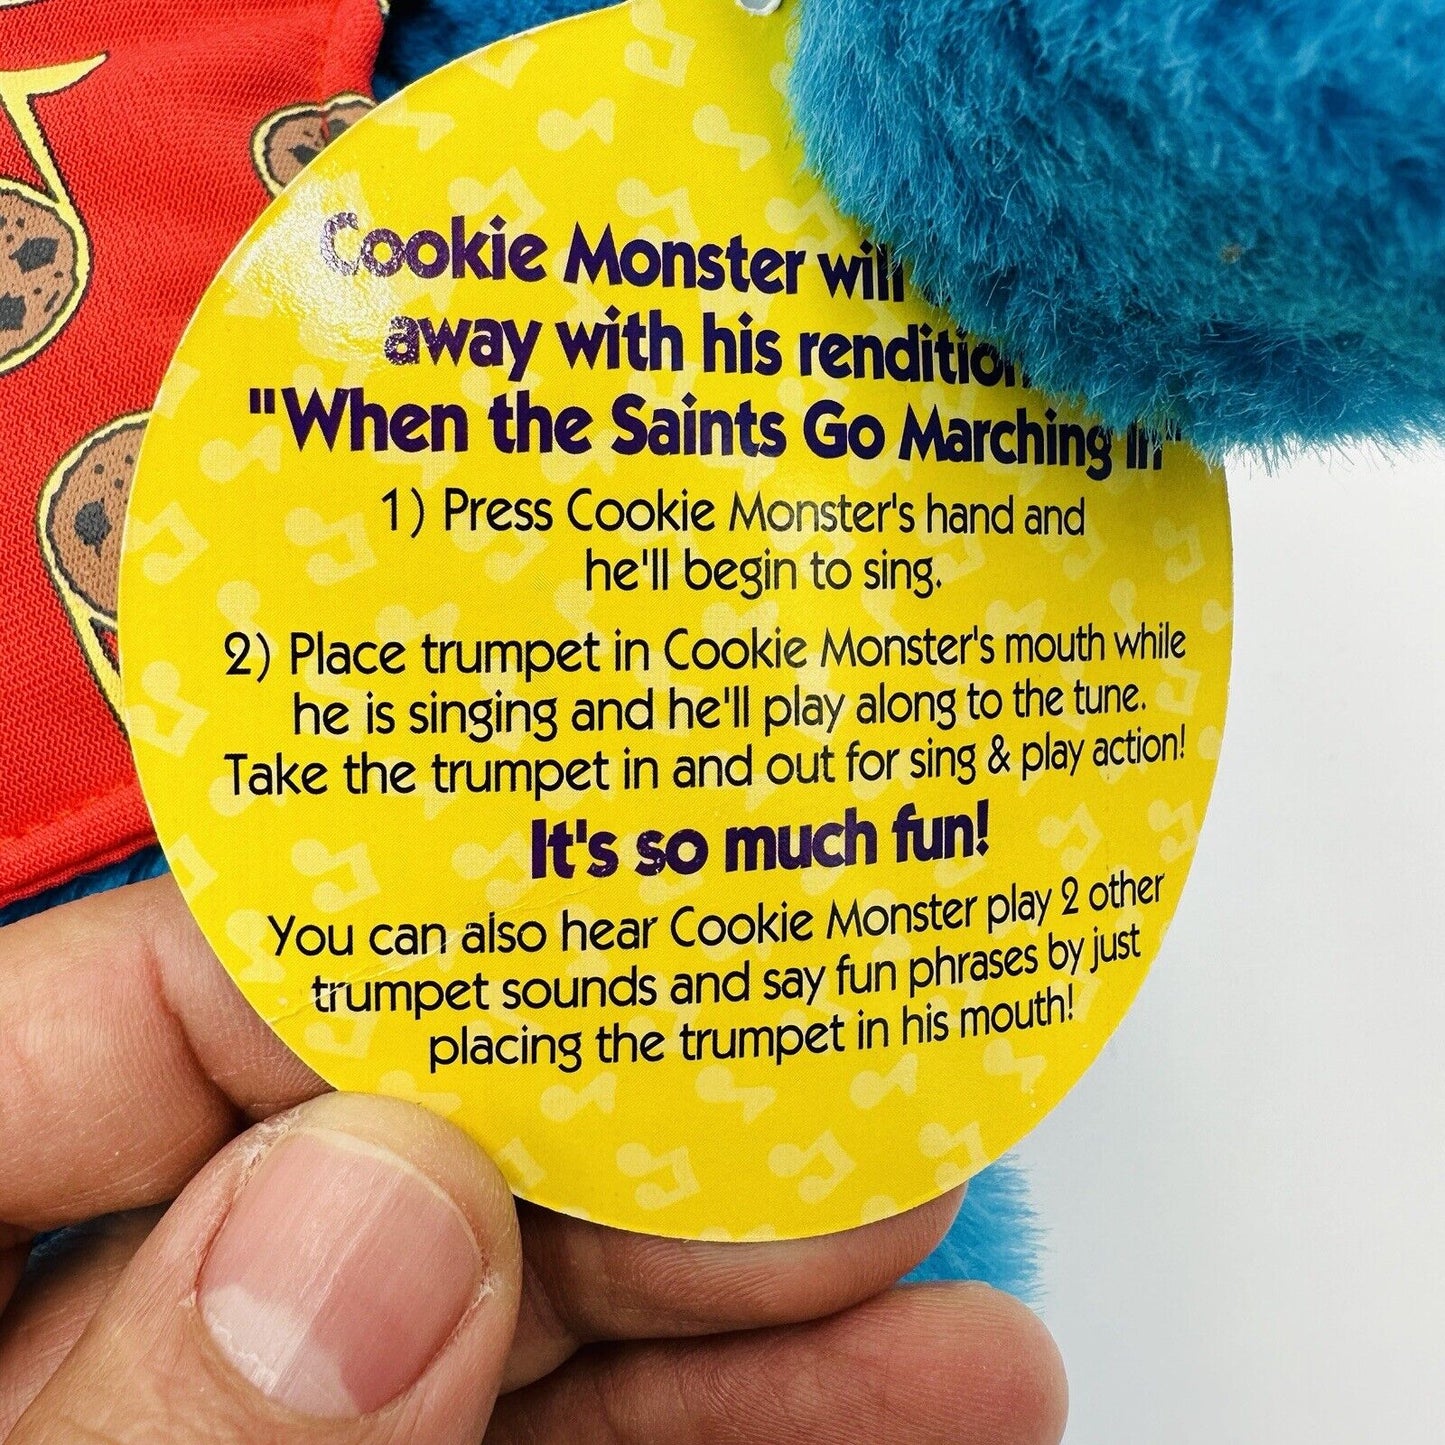 Cookie Monster will
away with his rendition
"When the Saints Go Marching In"
1) Press Cookie Monster's hand and
he'll begin to sing.
2) Place trumpet in Cookie Monster's mouth while
he is singing and he'll play along to the tune.
Take the trumpet in and out for sing & play action!
It's so much fun!
You can also hear Cookie Monster play 2 other
trumpet sounds and say fun phrases by just
placing the trumpet in his mouth!